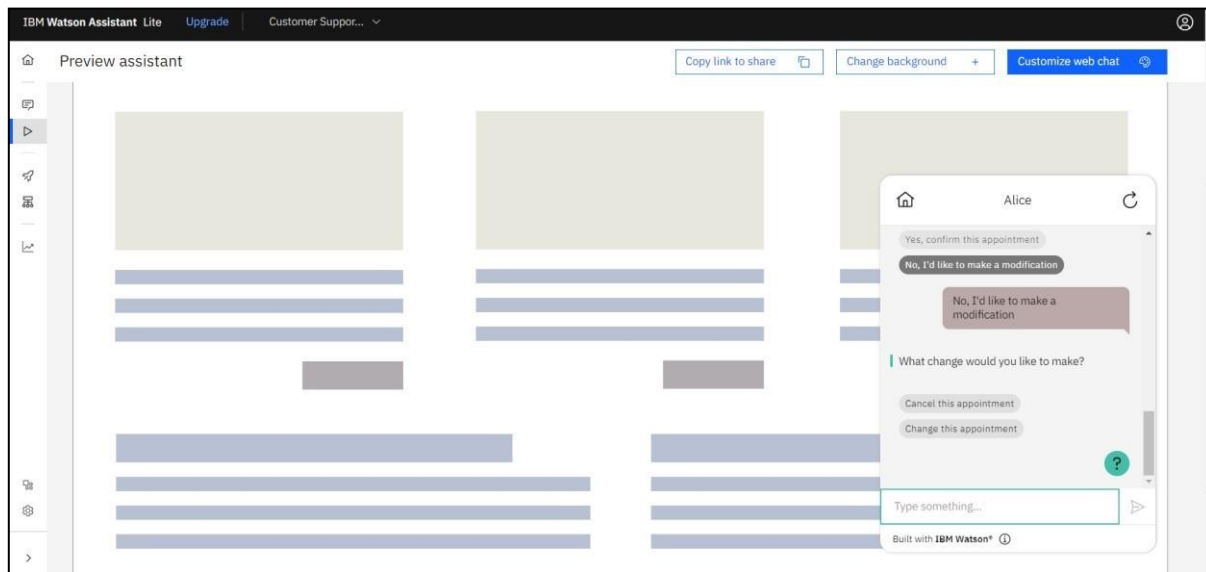 IBM Watson Assistant Lite Upgrade Customer Suppor...
Preview assistant Copy link to share Change background + Customize web chat
Alice
Yes, confirm this appointment
No, I'd like to make a modification
No, I'd like to make a
modification
What change would you like to make?
Cancel this appointment
Change this appointment
?
Type something...
Built with IBM Watson®